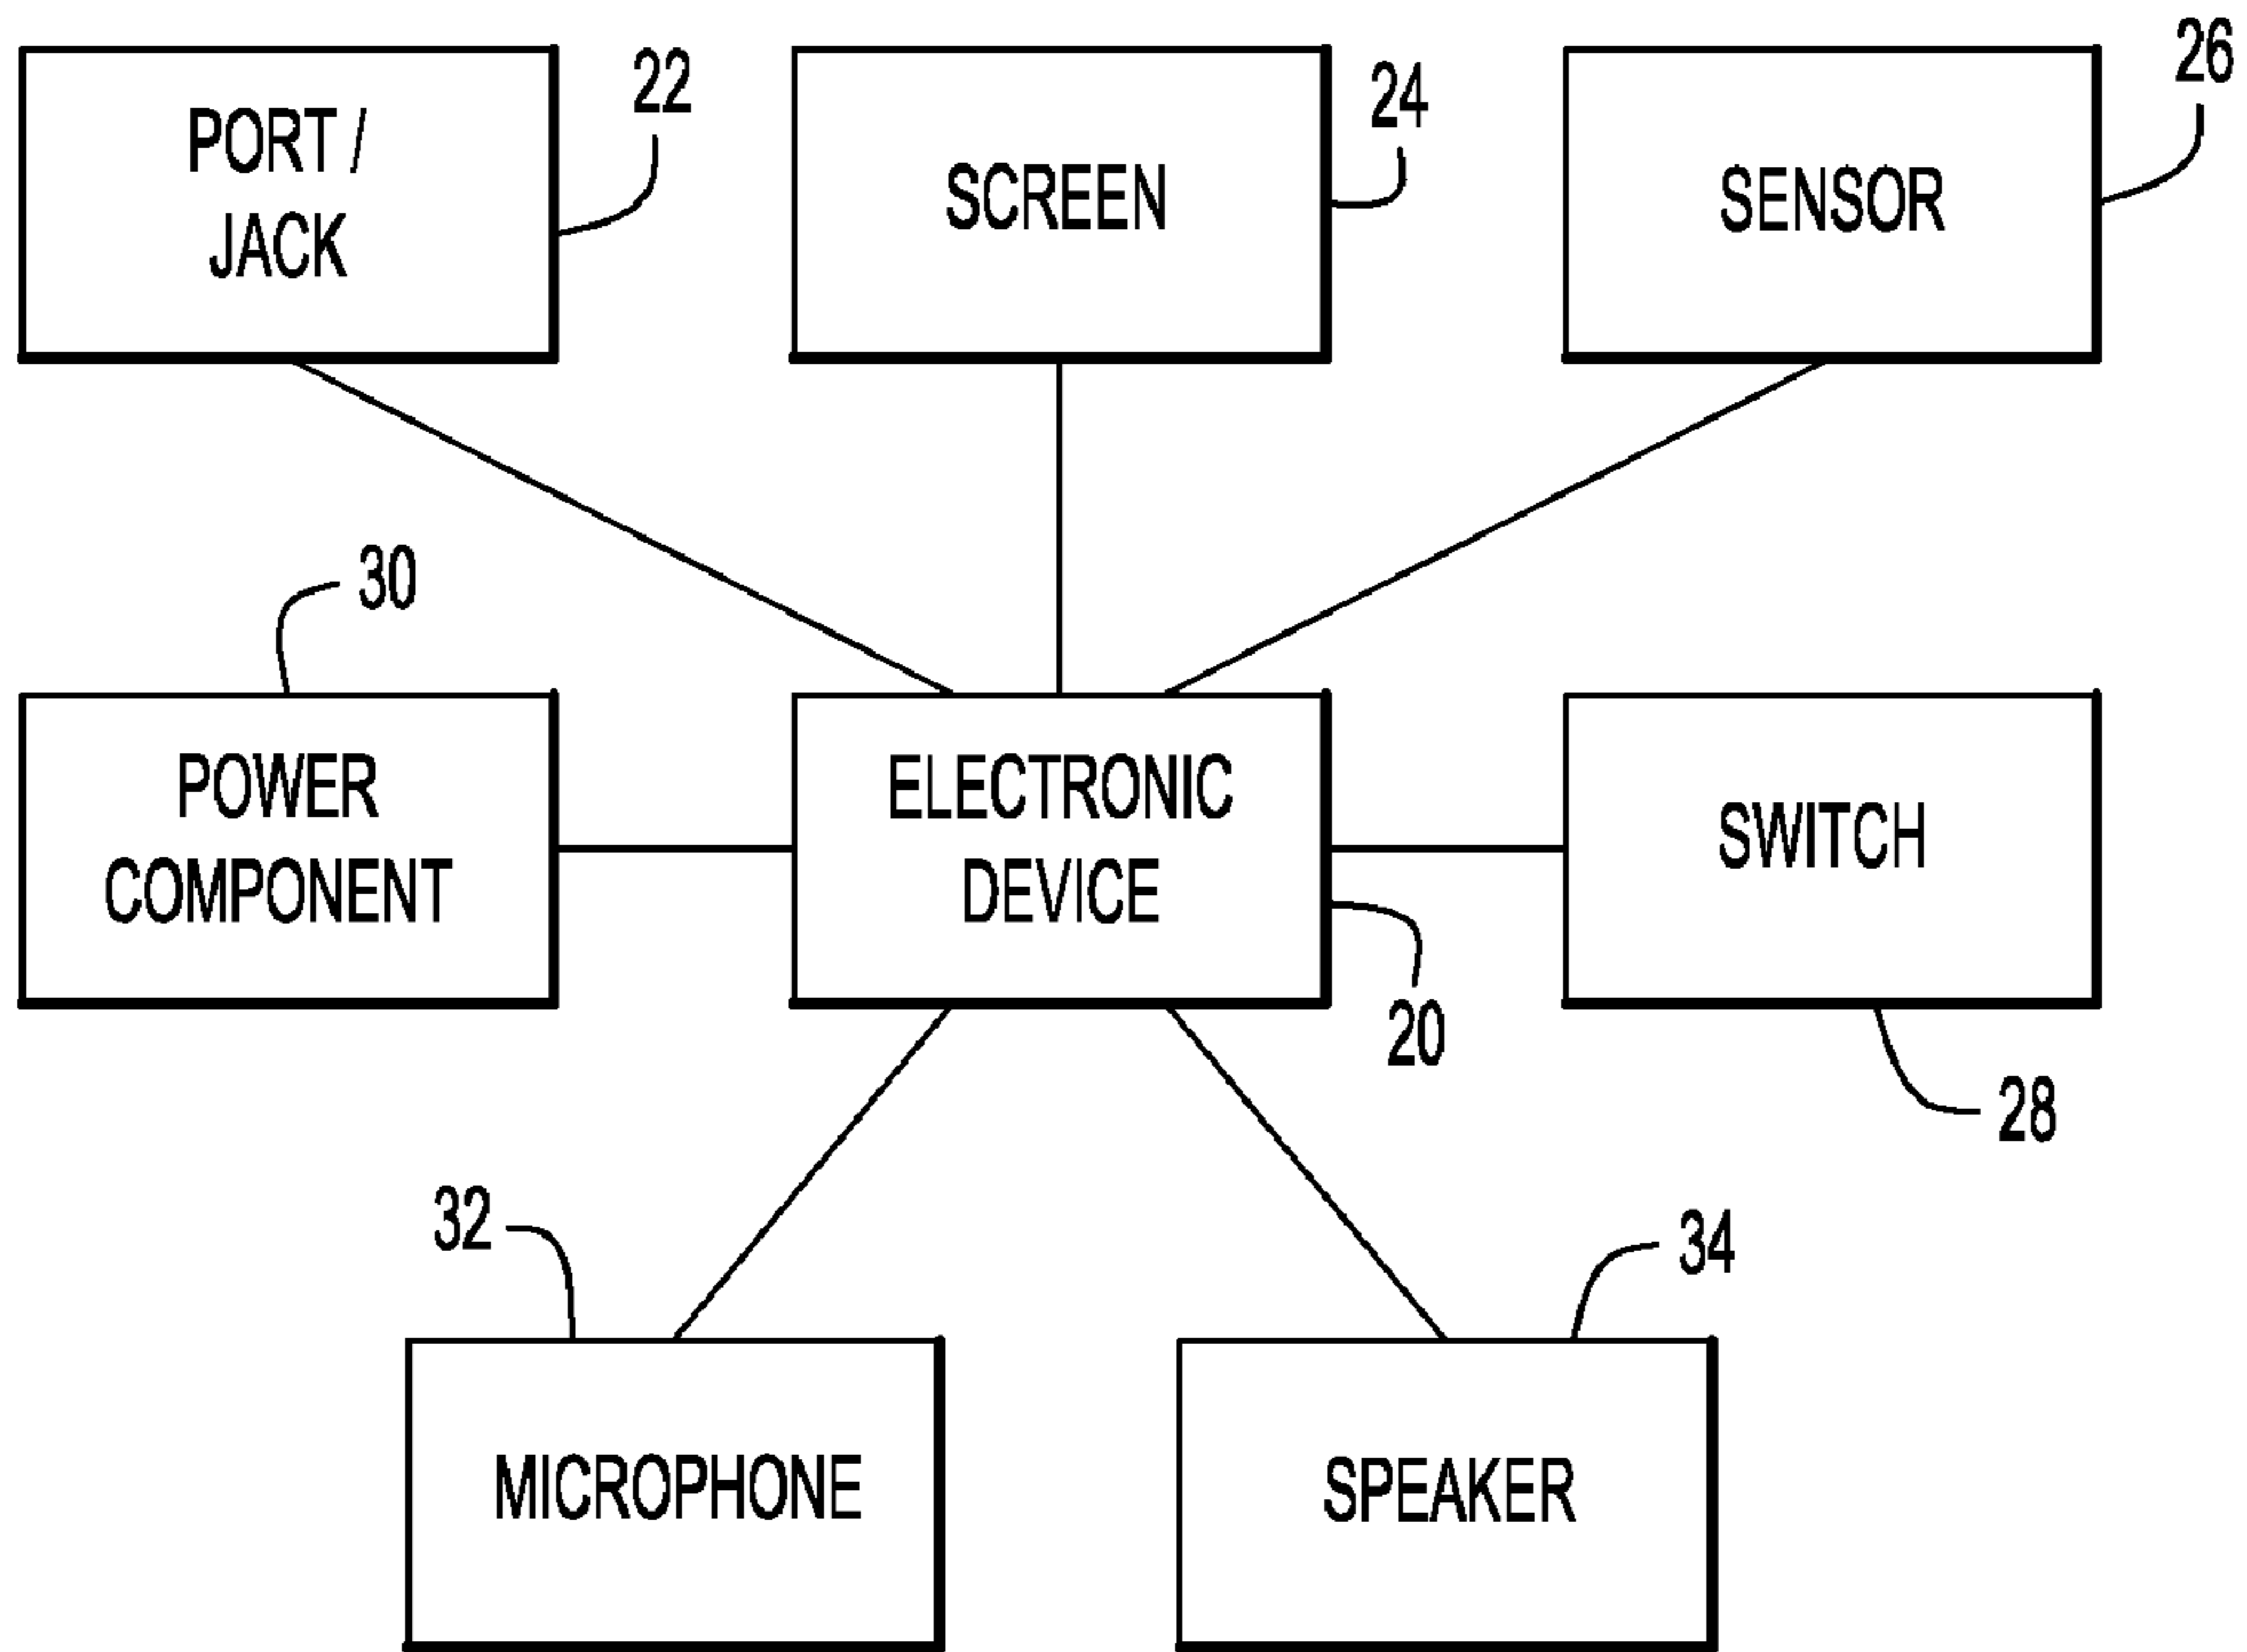 PORT /
JACK
22
SCREEN
24
SENSOR
26
30
POWER
COMPONENT
ELECTRONIC
DEVICE
20
SWITCH
28
32
MICROPHONE
34
SPEAKER